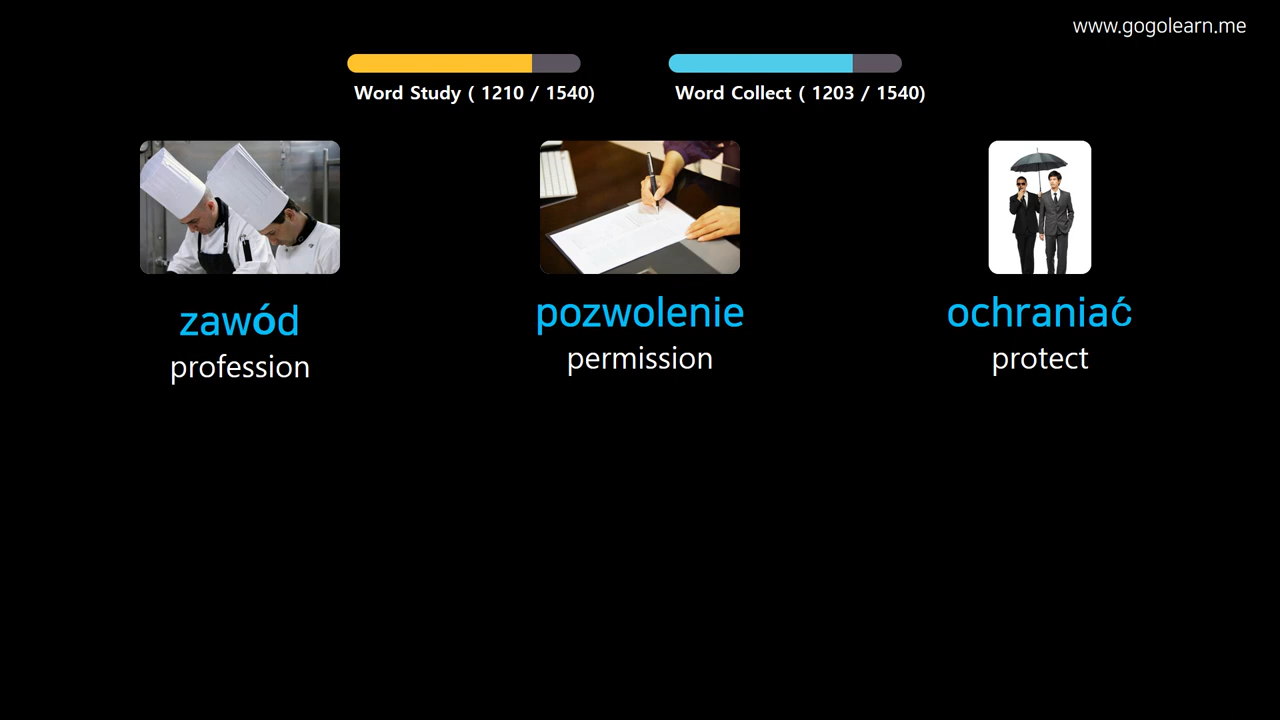 www.gogolearn.me
Word Study ( 1210 / 1540)
Word Collect ( 1203 / 1540)
zawód
profession
pozwolenie
permission
ochraniać
protect